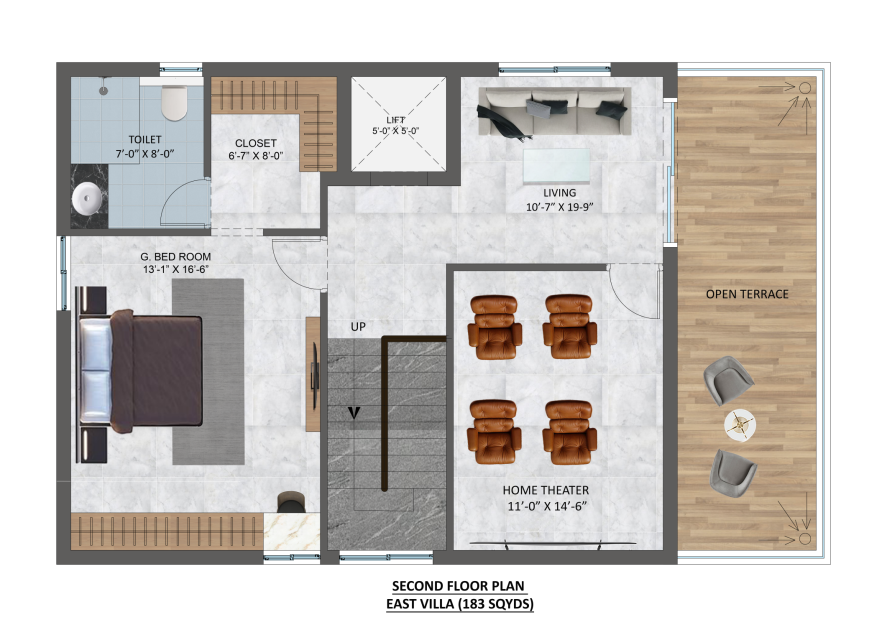 TOILET
7'-0" X 8'-0"
CLOSET
6'-7" X 8'-0"
LIFT
5'-0" X 5'-0"
LIVING
10'-7" X 19-9"
G. BED ROOM
13'-1" X 16'-6"
OPEN TERRACE
UP
HOME THEATER
11'-0" X 14'-6"
SECOND FLOOR PLAN
EAST VILLA (183 SQYDS)